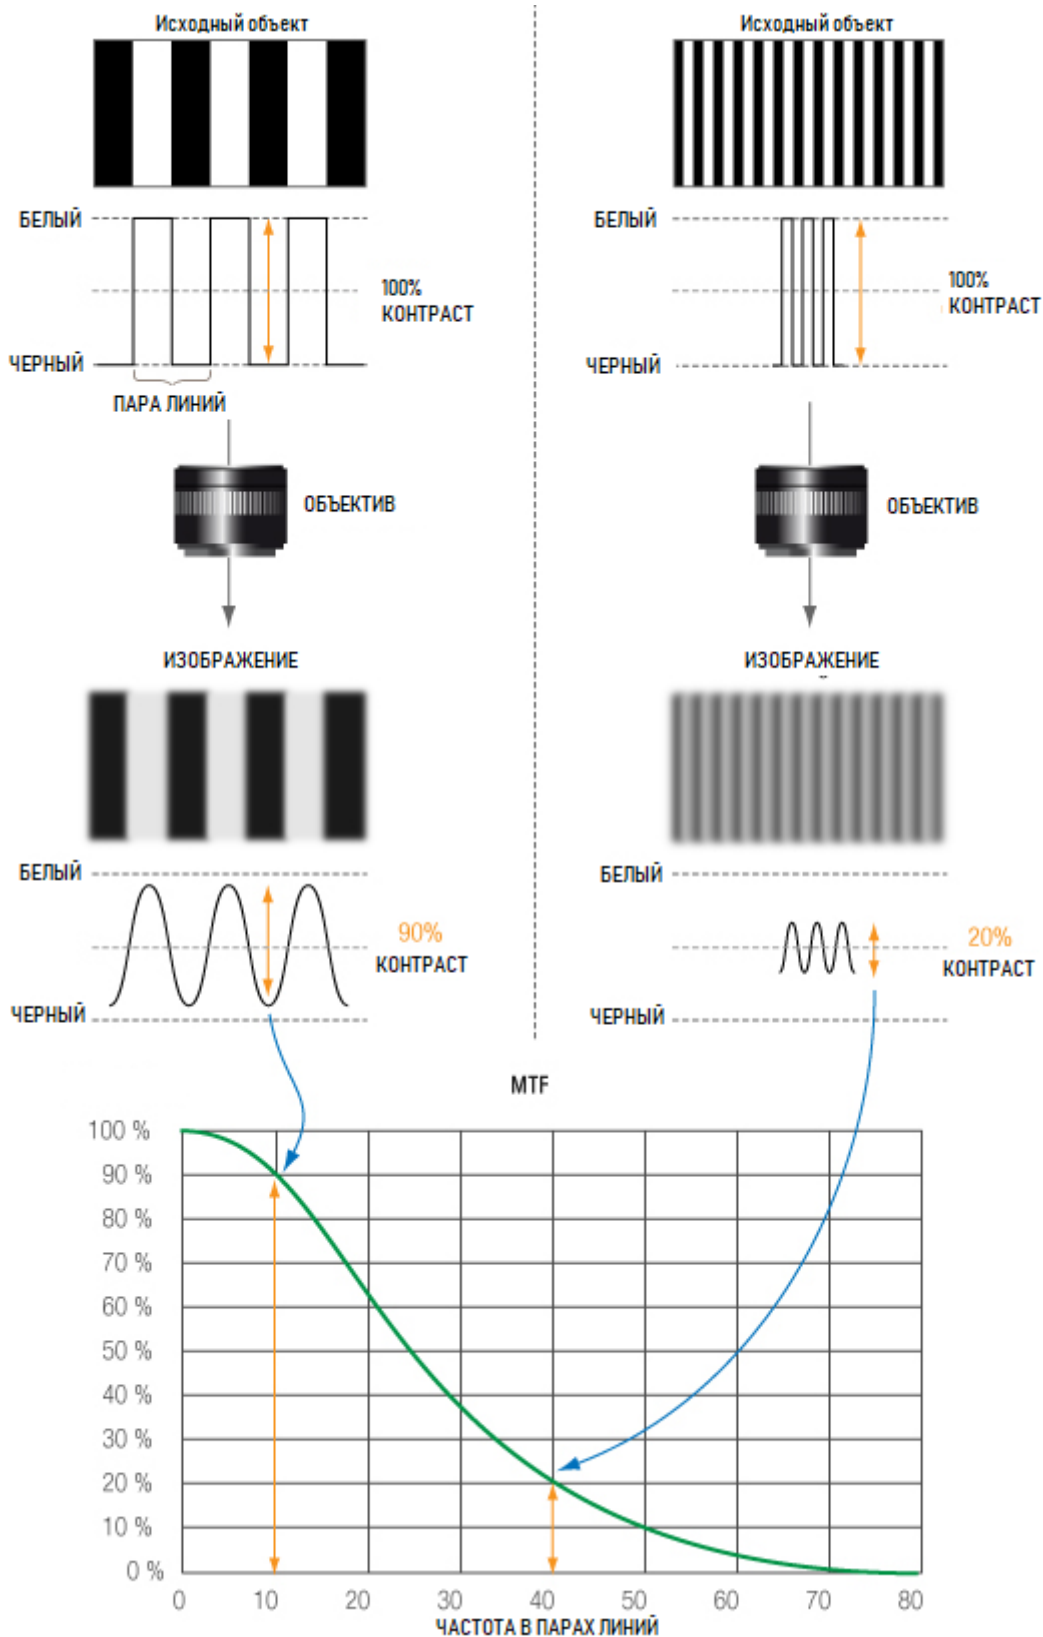 Исходный объект
БЕЛЫЙ
100%
КОНТРАСТ
ЧЕРНЫЙ
ПАРА ЛИНИЙ
ОБЪЕКТИВ
ИЗОБРАЖЕНИЕ
БЕЛЫЙ
90%
КОНТРАСТ
ЧЕРНЫЙ
Исходный объект
БЕЛЫЙ
100%
КОНТРАСТ
ЧЕРНЫЙ
ОБЪЕКТИВ
ИЗОБРАЖЕНИЕ
БЕЛЫЙ
20%
КОНТРАСТ
ЧЕРНЫЙ
MTF
100 %
90 %
80 %
70 %
60 %
50 %
40 %
30 %
20 %
10 %
0 %
0 10 20 30 40 50 60 70 80
ЧАСТОТА В ПАРАХ ЛИНИЙ